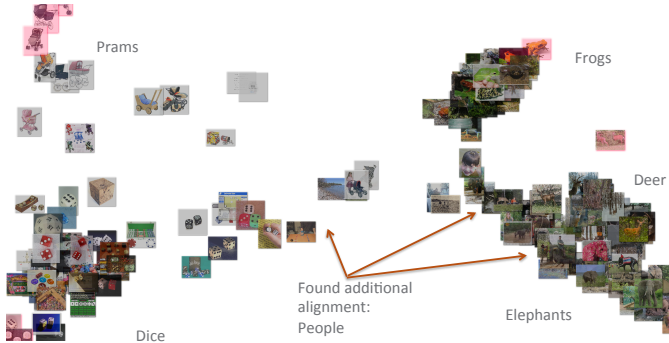 Prams
Frogs
Deer
Found additional
alignment:
People
Elephants
Dice